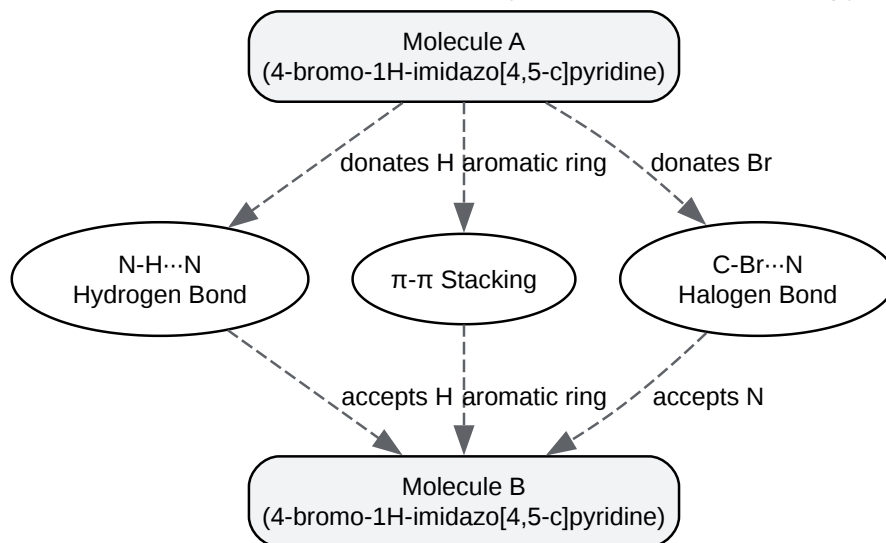 Molecule A
(4-bromo-1H-imidazo[4,5-c]pyridine)
donates H
aromatic ring
donates Br
N-H···N
Hydrogen Bond
π-π Stacking
C-Br···N
Halogen Bond
accepts H
aromatic ring
accepts N
Molecule B
(4-bromo-1H-imidazo[4,5-c]pyridine)